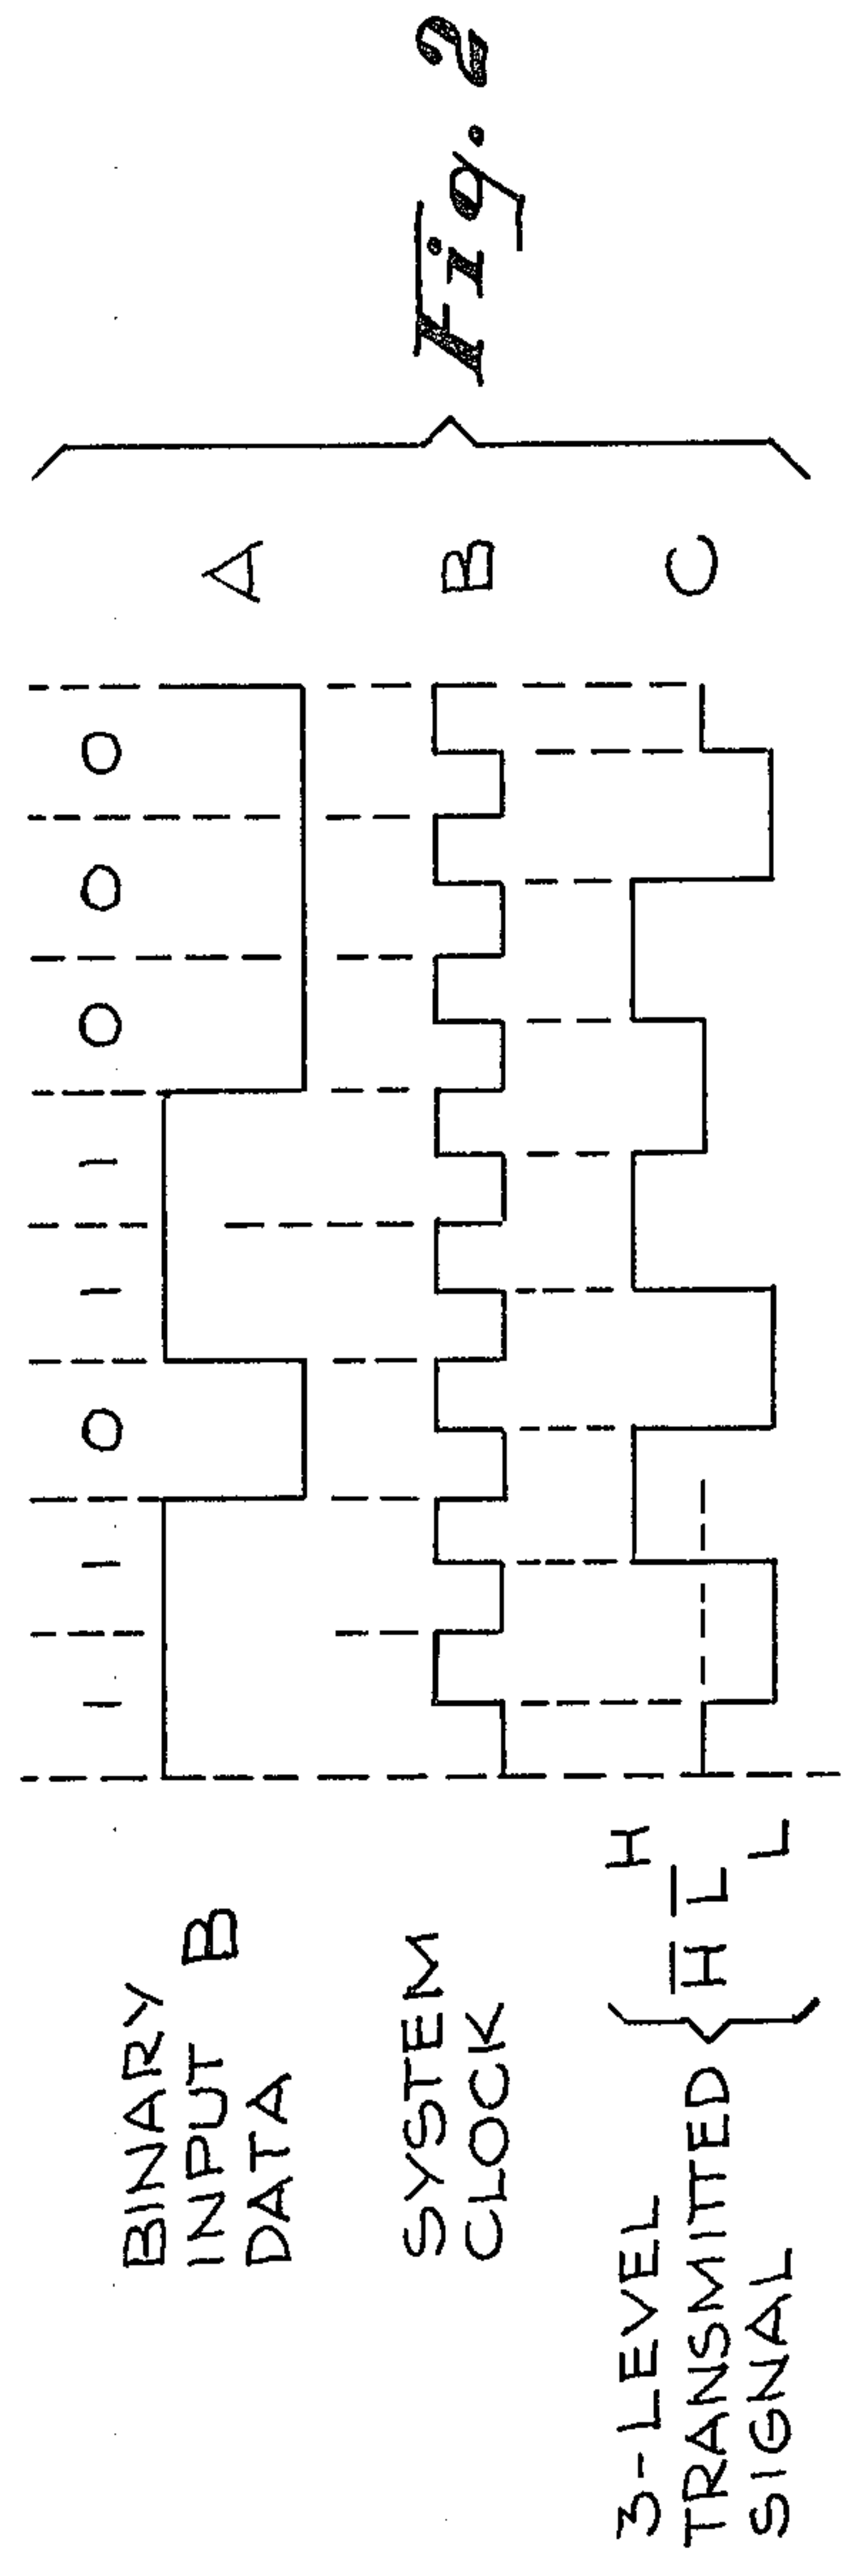 1 1 0 1 1 0 0 0
BINARY
INPUT B
DATA
A
SYSTEM
CLOCK
B
3-LEVEL
TRANSMITTED
SIGNAL
H
H̅ L̅
L
C
Fig. 2